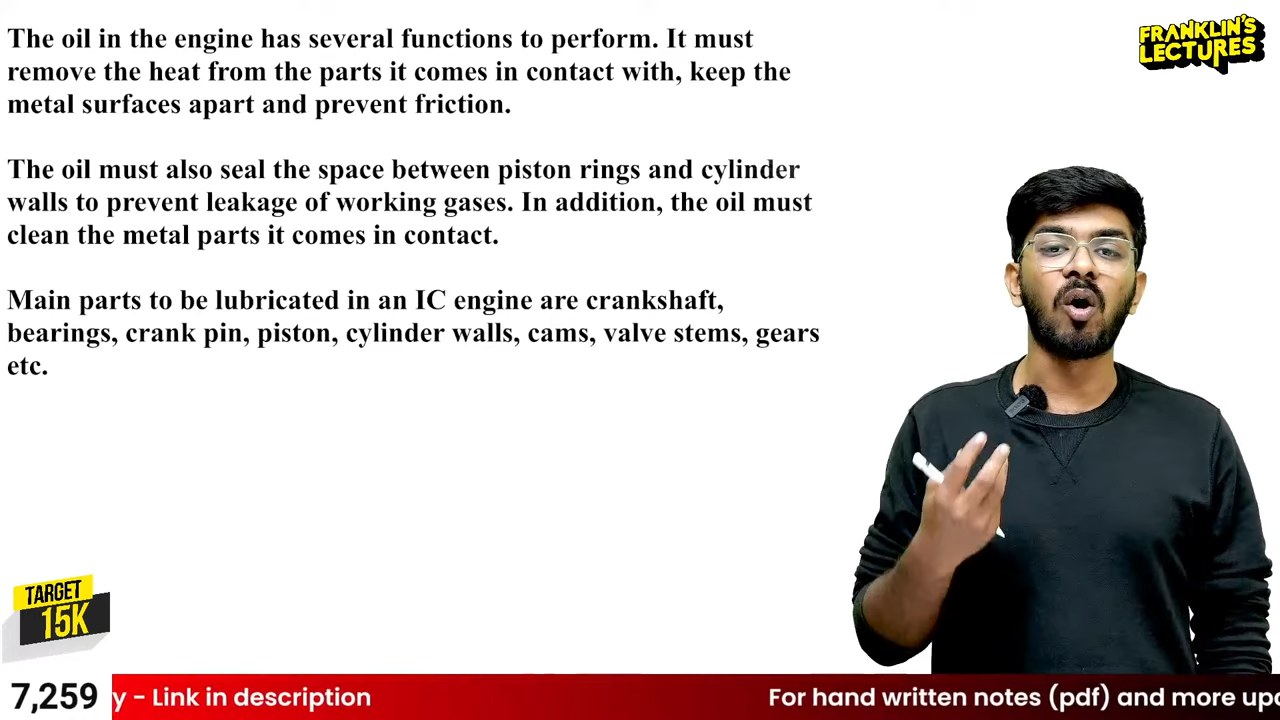 The oil in the engine has several functions to perform. It must
remove the heat from the parts it comes in contact with, keep the
metal surfaces apart and prevent friction.
The oil must also seal the space between piston rings and cylinder
walls to prevent leakage of working gases. In addition, the oil must
clean the metal parts it comes in contact.
Main parts to be lubricated in an IC engine are crankshaft,
bearings, crank pin, piston, cylinder walls, cams, valve stems, gears
etc.
FRANKLIN'S
LECTURES
TARGET
15K
7,259
y - Link in description
For hand written notes (pdf) and more upd